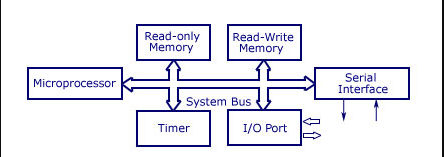 Read-only
Memory
Read-Write
Memory
Microprocessor
Serial
Interface
System Bus
Timer
I/O Port